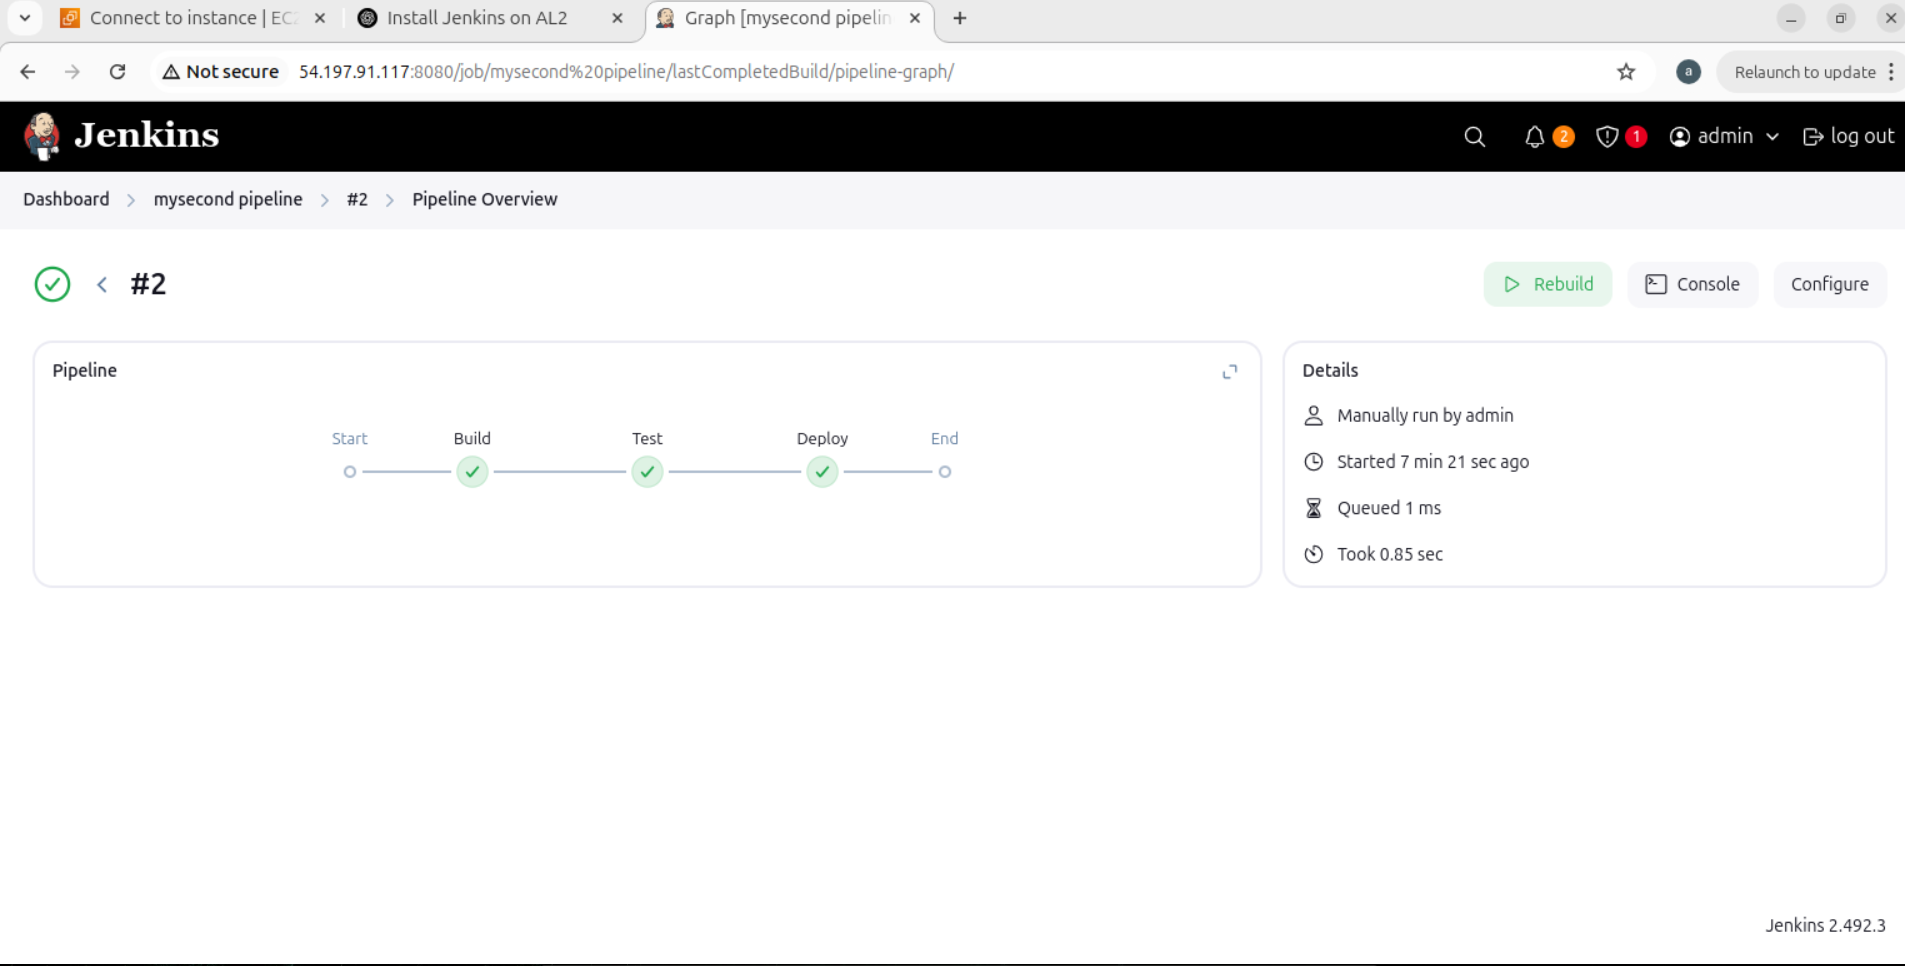 Connect to instance | EC2
Install Jenkins on AL2
Graph [mysecond pipelin
Not secure
54.197.91.117:8080/job/mysecond%20pipeline/lastCompletedBuild/pipeline-graph/
a
Relaunch to update
Jenkins
2
1
admin
log out
Dashboard
mysecond pipeline
#2
Pipeline Overview
#2
Rebuild
Console
Configure
Pipeline
Start
Build
Test
Deploy
End
Details
Manually run by admin
Started 7 min 21 sec ago
Queued 1 ms
Took 0.85 sec
Jenkins 2.492.3